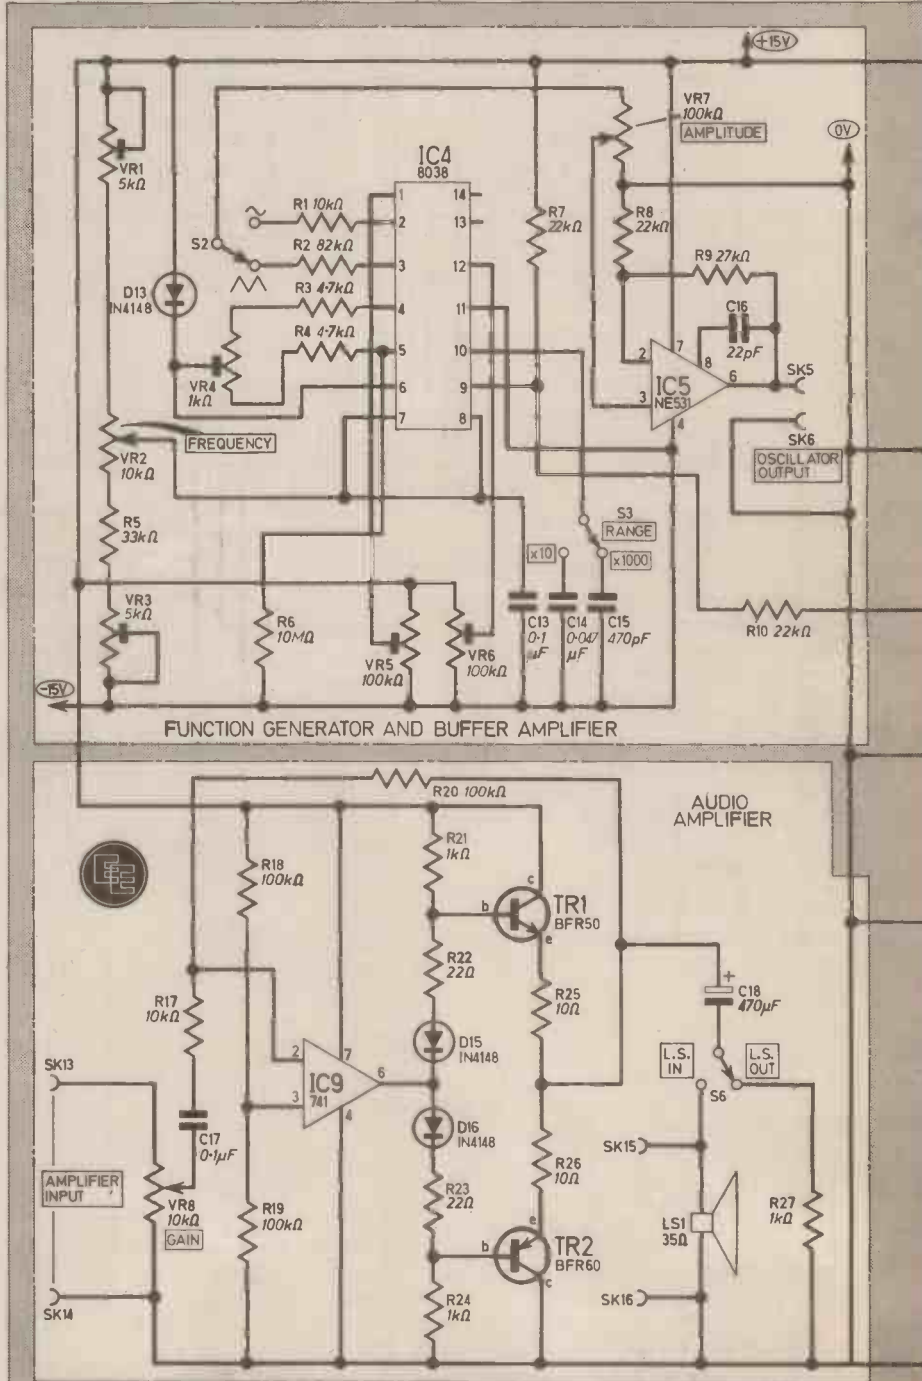 +15V
VR7
100kΩ
AMPLITUDE
0V
VR1
5kΩ
IC4
8038
1
14
R1 10kΩ
2
13
S2
R2 82kΩ
3
12
R3 4·7kΩ
4
11
R4 4·7kΩ
5
10
6
9
7
8
R7
22kΩ
R8
22kΩ
R9 27kΩ
C16
22pF
D13
IN4148
VR4
1kΩ
2
7
8
IC5
NE531
6
3
4
SK5
SK6
OSCILLATOR
OUTPUT
FREQUENCY
VR2
10kΩ
R5
33kΩ
S3
RANGE
x10
x1000
VR3
5kΩ
R6
10MΩ
VR5
100kΩ
VR6
100kΩ
C13
0·1
µF
C14
0·047
µF
C15
470pF
R10 22kΩ
-15V
FUNCTION GENERATOR AND BUFFER AMPLIFIER
R20 100kΩ
AUDIO
AMPLIFIER
EE
R18
100kΩ
R21
1kΩ
c
b
TR1
BFR50
e
R22
22Ω
R17
10kΩ
R25
10Ω
+
C18
470µF
D15
IN4148
SK13
2
7
IC9
741
6
3
4
L.S.
IN
L.S.
OUT
S6
C17
0·1µF
D16
IN4148
SK15
AMPLIFIER
INPUT
VR8
10kΩ
GAIN
R19
100kΩ
R23
22Ω
R26
10Ω
LS1
35Ω
R27
1kΩ
e
b
TR2
BFR60
c
SK14
R24
1kΩ
SK16